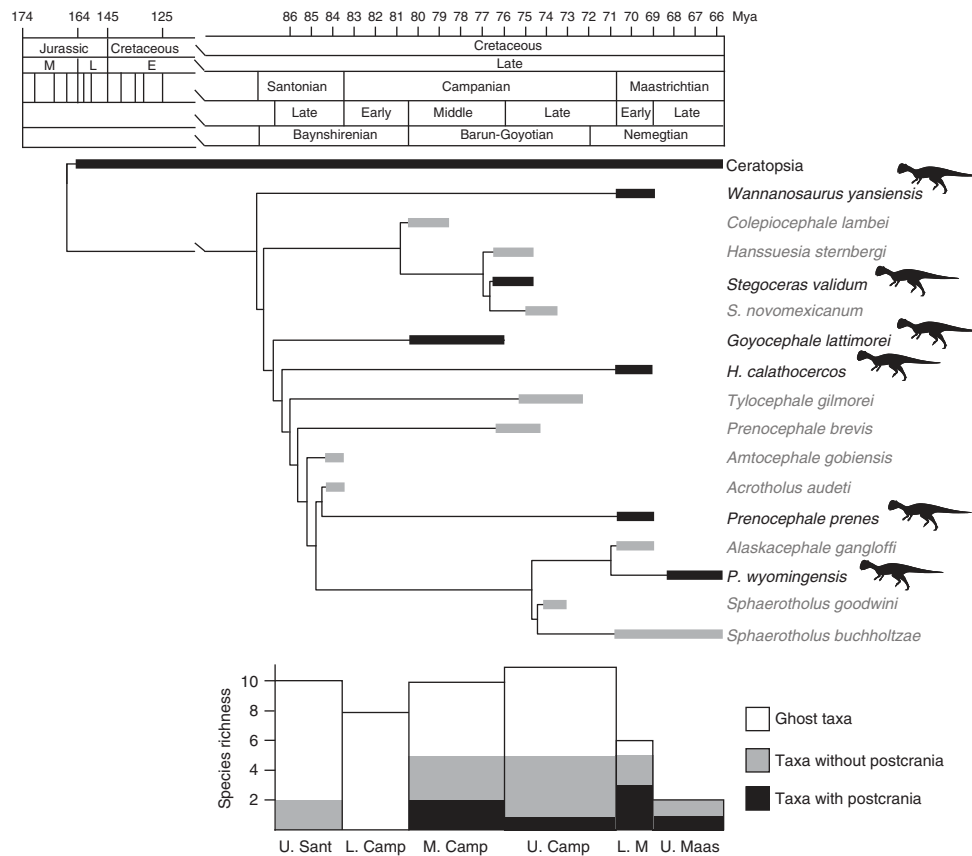 174 164 145 125 86 85 84 83 82 81 80 79 78 77 76 75 74 73 72 71 70 69 68 67 66 Mya
Jurassic Cretaceous Cretaceous
M L E Late
Santonian Campanian Maastrichtian
Late Early Middle Late Early Late
Baynshirenian Barun-Goyotian Nemegtian
Ceratopsia
Wannanosaurus yansiensis
Colepiocephale lambei
Hanssuesia sternbergi
Stegoceras validum
S. novomexicanum
Goyocephale lattimorei
H. calathocercos
Tylocephale gilmorei
Prenocephale brevis
Amtocephale gobiensis
Acrotholus audeti
Prenocephale prenes
Alaskacephale gangloffi
P. wyomingensis
Sphaerotholus goodwini
Sphaerotholus buchholtzae
Species richness
10
8
6
4
2
U. Sant L. Camp M. Camp U. Camp L. M U. Maas
Ghost taxa
Taxa without postcrania
Taxa with postcrania